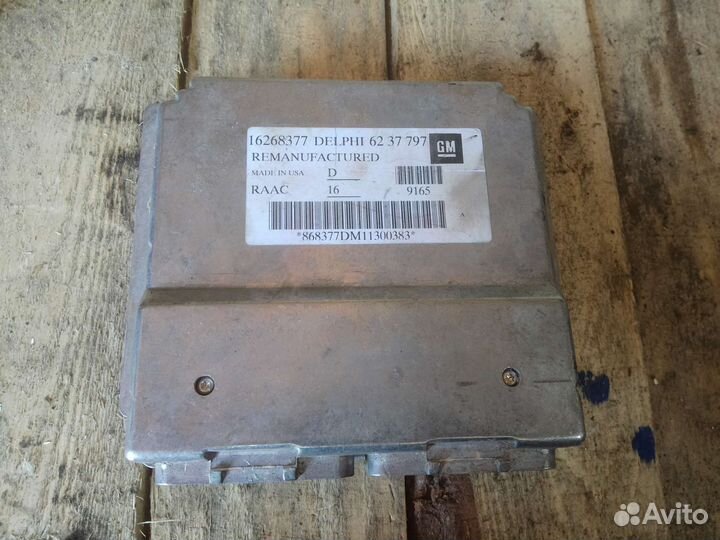 16268377 DELPHI 62 37 797 GM
REMANUFACTURED
MADE IN USA D
RAAC 16 9165
A
*868377DM11300383*
Avito